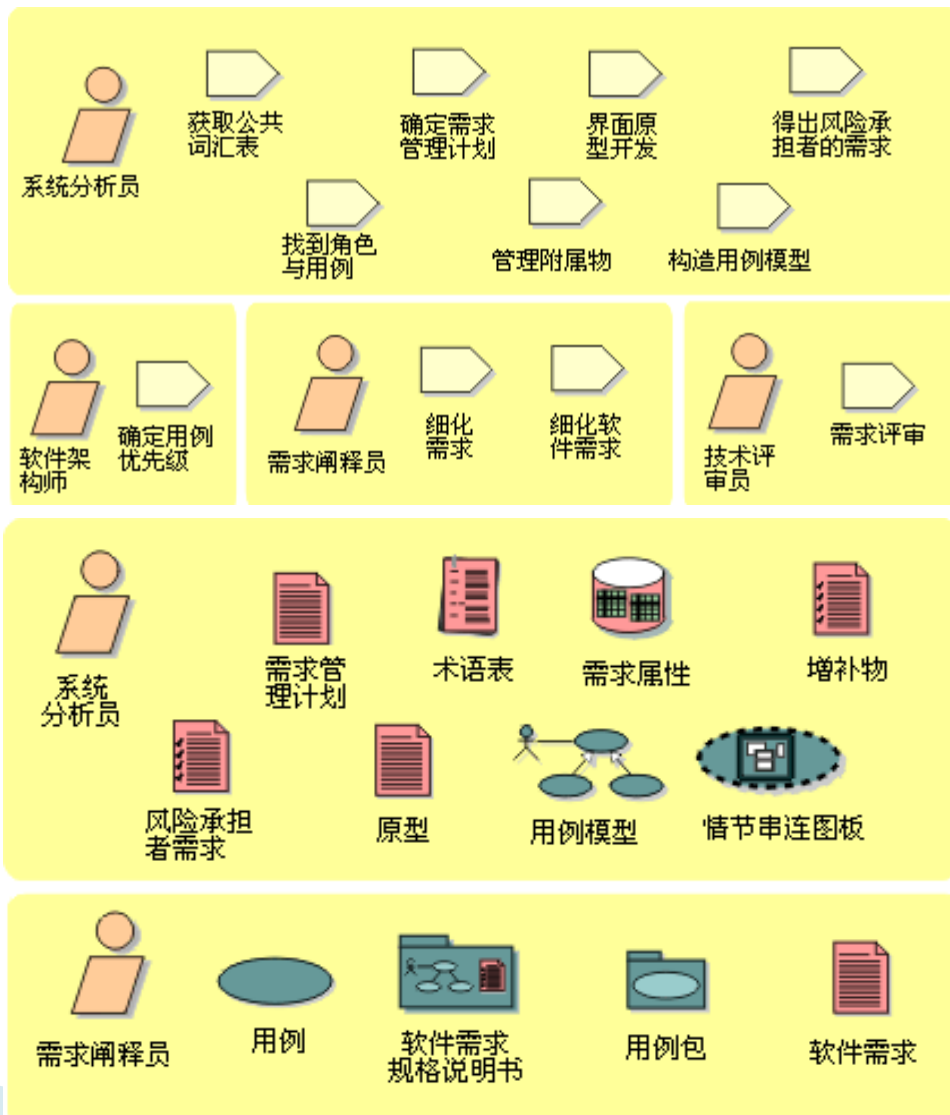 获取公共
词汇表
确定需求
管理计划
界面原
型开发
得出风险承
担者的需求
系统分析员
找到角色
与用例
管理附属物
构造用例模型
软件架
构师
确定用例
优先级
需求阐释员
细化
需求
细化软
件需求
技术评
审员
需求评审
系统
分析员
需求管
理计划
术语表
需求属性
增补物
风险承担
者需求
原型
用例模型
情节串连图板
需求阐释员
用例
软件需求
规格说明书
用例包
软件需求